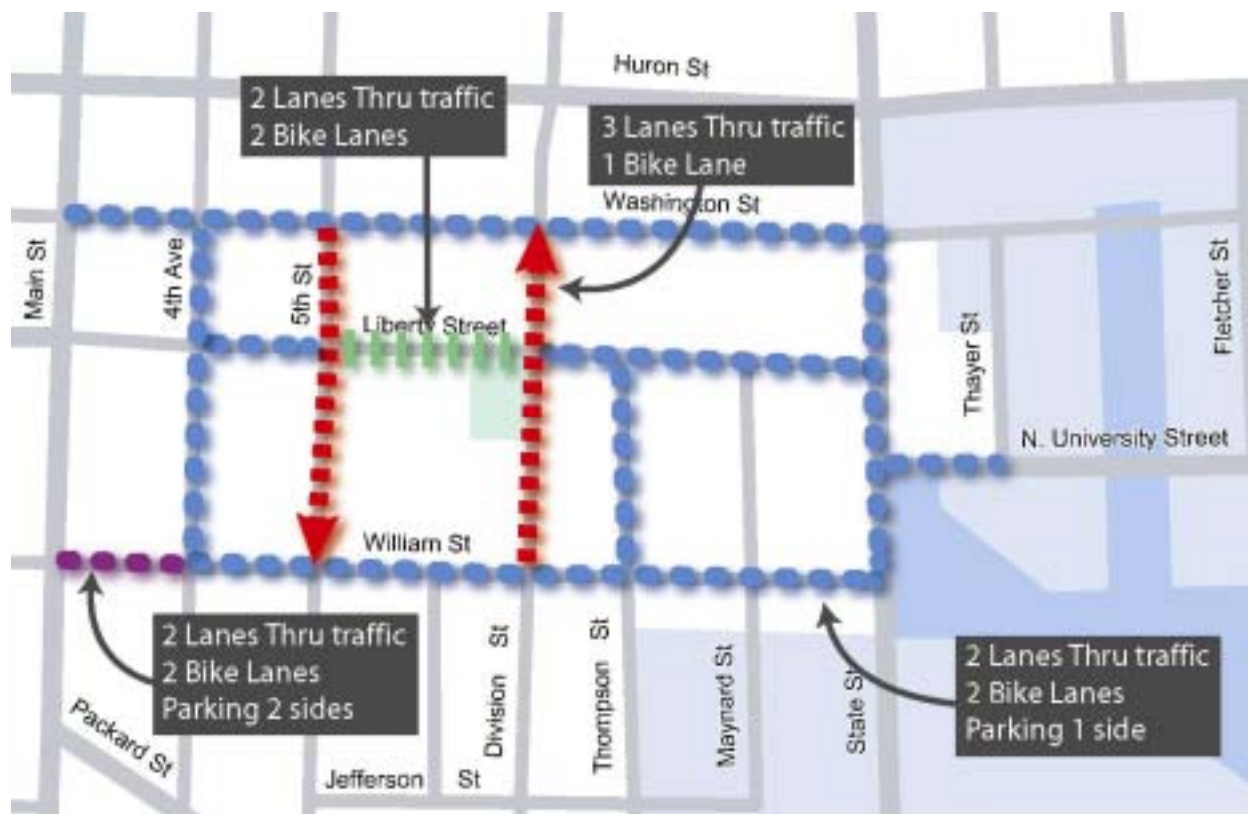 Huron St
2 Lanes Thru traffic
2 Bike Lanes
3 Lanes Thru traffic
1 Bike Lane
Washington St
Main St
4th Ave
5th St
Liberty Street
Thayer St
Fletcher St
N. University Street
William St
2 Lanes Thru traffic
2 Bike Lanes
Parking 2 sides
Division St
Thompson St
Maynard St
State St
2 Lanes Thru traffic
2 Bike Lanes
Parking 1 side
Packard St
Jefferson St